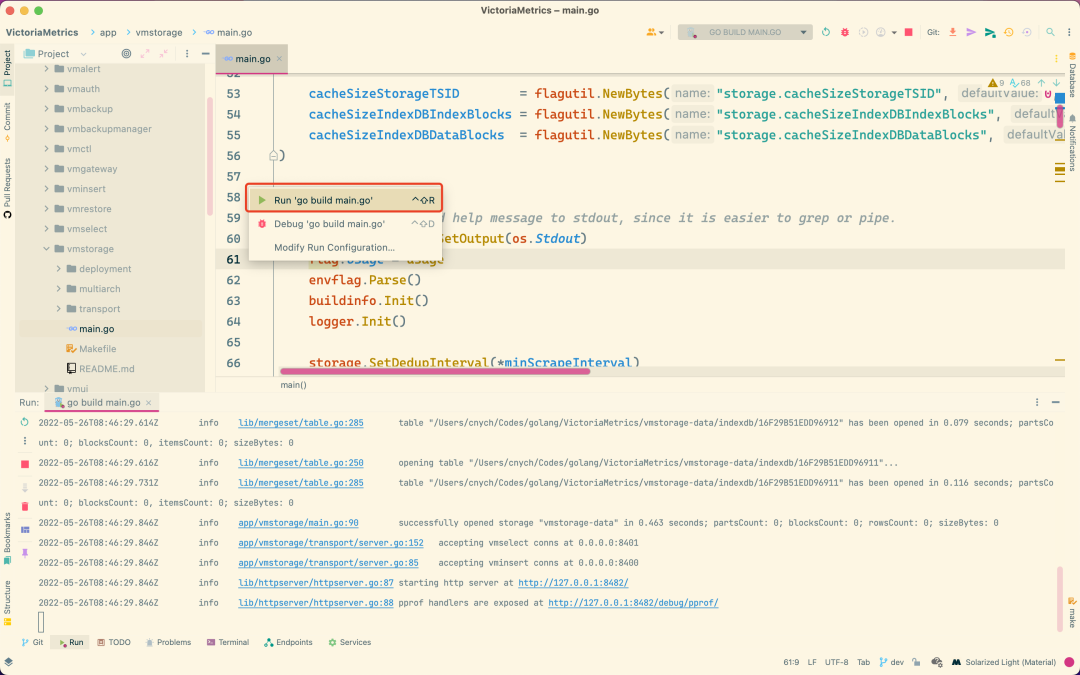 VictoriaMetrics – main.go
VictoriaMetrics app vmstorage main.go
GO BUILD MAIN.GO Git:
Project
Commit
Pull Requests
Bookmarks
Structure
Project
vmalert
vmauth
vmbackup
vmbackupmanager
vmctl
vmgateway
vminsert
vmrestore
vmselect
vmstorage
deployment
multiarch
transport
main.go
Makefile
README.md
vmui
main.go
9 68
52
53 cacheSizeStorageTSID = flagutil.NewBytes( name: "storage.cacheSizeStorageTSID", defaultValue: 0
54 cacheSizeIndexDBIndexBlocks = flagutil.NewBytes( name: "storage.cacheSizeIndexDBIndexBlocks", default
55 cacheSizeIndexDBDataBlocks = flagutil.NewBytes( name: "storage.cacheSizeIndexDBDataBlocks", defaultVa
56 )
57
58
Run 'go build main.go' ^⇧R
Debug 'go build main.go' ^⇧D
Modify Run Configuration...
59 d help message to stdout, since it is easier to grep or pipe.
60 SetOutput(os.Stdout)
61 flag.Usage = usage
62 envflag.Parse()
63 buildinfo.Init()
64 logger.Init()
65
66 storage.SetDedupInterval(*minScrapeInterval)
main()
Database
Notifications
make
Run: go build main.go
2022-05-26T08:46:29.614Z info lib/mergeset/table.go:285 table "/Users/cnych/Codes/golang/VictoriaMetrics/vmstorage-data/indexdb/16F29B51EDD96912" has been opened in 0.079 seconds; partsCo
unt: 0; blocksCount: 0, itemsCount: 0; sizeBytes: 0
2022-05-26T08:46:29.616Z info lib/mergeset/table.go:250 opening table "/Users/cnych/Codes/golang/VictoriaMetrics/vmstorage-data/indexdb/16F29B51EDD96911"...
2022-05-26T08:46:29.731Z info lib/mergeset/table.go:285 table "/Users/cnych/Codes/golang/VictoriaMetrics/vmstorage-data/indexdb/16F29B51EDD96911" has been opened in 0.116 seconds; partsCo
unt: 0; blocksCount: 0, itemsCount: 0; sizeBytes: 0
2022-05-26T08:46:29.846Z info app/vmstorage/main.go:90 successfully opened storage "vmstorage-data" in 0.463 seconds; partsCount: 0; blocksCount: 0; rowsCount: 0; sizeBytes: 0
2022-05-26T08:46:29.846Z info app/vmstorage/transport/server.go:152 accepting vmselect conns at 0.0.0.0:8401
2022-05-26T08:46:29.846Z info app/vmstorage/transport/server.go:85 accepting vminsert conns at 0.0.0.0:8400
2022-05-26T08:46:29.846Z info lib/httpserver/httpserver.go:87 starting http server at http://127.0.0.1:8482/
2022-05-26T08:46:29.846Z info lib/httpserver/httpserver.go:88 pprof handlers are exposed at http://127.0.0.1:8482/debug/pprof/
Git Run TODO Problems Terminal Endpoints Services
61:9 LF UTF-8 Tab dev Solarized Light (Material)